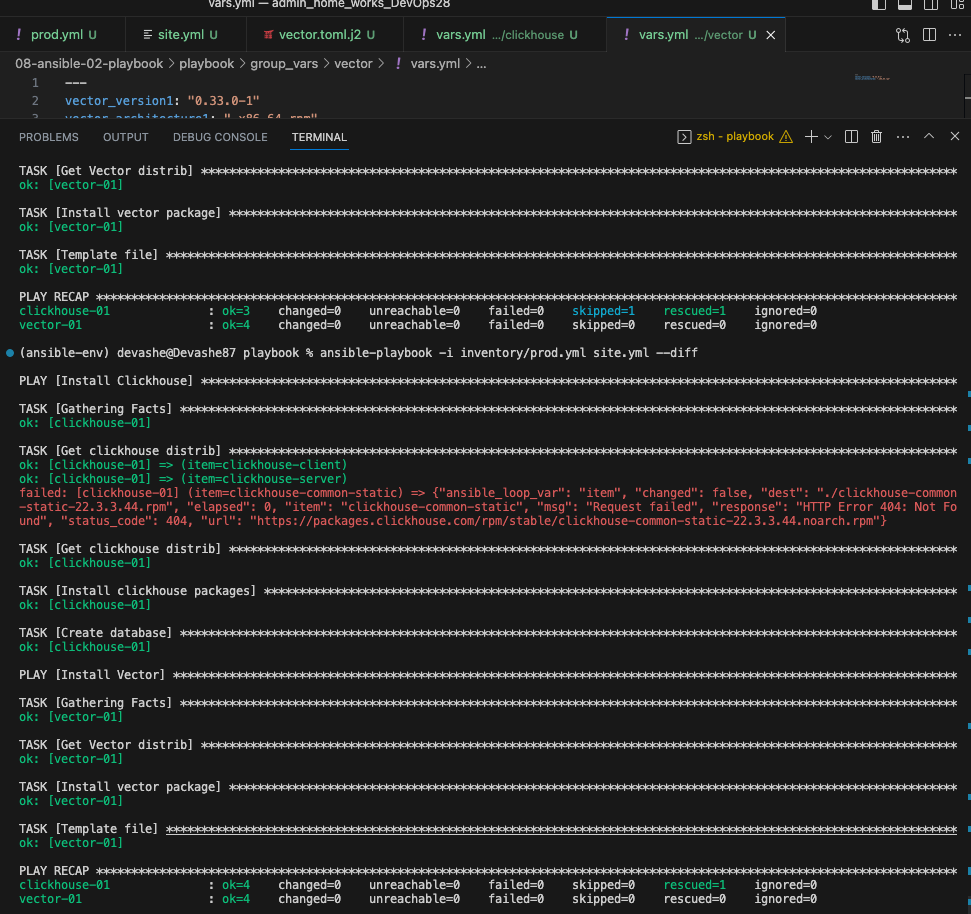 vars.yml — admin_home_works_DevOps28
! prod.yml U
site.yml U
vector.toml.j2 U
! vars.yml .../clickhouse U
! vars.yml .../vector U
08-ansible-02-playbook > playbook > group_vars > vector > ! vars.yml > ...
1 ---
2 vector_version1: "0.33.0-1"
3 vector_architecture1: ".x86_64.rpm"
PROBLEMS OUTPUT DEBUG CONSOLE TERMINAL
zsh - playbook
TASK [Get Vector distrib] ************************************************************************************************************
ok: [vector-01]
TASK [Install vector package] ********************************************************************************************************
ok: [vector-01]
TASK [Template file] *****************************************************************************************************************
ok: [vector-01]
PLAY RECAP ***************************************************************************************************************************
clickhouse-01 : ok=3 changed=0 unreachable=0 failed=0 skipped=1 rescued=1 ignored=0
vector-01 : ok=4 changed=0 unreachable=0 failed=0 skipped=0 rescued=0 ignored=0
(ansible-env) devashe@Devashe87 playbook % ansible-playbook -i inventory/prod.yml site.yml --diff
PLAY [Install Clickhouse] ************************************************************************************************************
TASK [Gathering Facts] ***************************************************************************************************************
ok: [clickhouse-01]
TASK [Get clickhouse distrib] ********************************************************************************************************
ok: [clickhouse-01] => (item=clickhouse-client)
ok: [clickhouse-01] => (item=clickhouse-server)
failed: [clickhouse-01] (item=clickhouse-common-static) => {"ansible_loop_var": "item", "changed": false, "dest": "./clickhouse-common
-static-22.3.3.44.rpm", "elapsed": 0, "item": "clickhouse-common-static", "msg": "Request failed", "response": "HTTP Error 404: Not Fo
und", "status_code": 404, "url": "https://packages.clickhouse.com/rpm/stable/clickhouse-common-static-22.3.3.44.noarch.rpm"}
TASK [Get clickhouse distrib] ********************************************************************************************************
ok: [clickhouse-01]
TASK [Install clickhouse packages] ***************************************************************************************************
ok: [clickhouse-01]
TASK [Create database] ***************************************************************************************************************
ok: [clickhouse-01]
PLAY [Install Vector] ****************************************************************************************************************
TASK [Gathering Facts] ***************************************************************************************************************
ok: [vector-01]
TASK [Get Vector distrib] ************************************************************************************************************
ok: [vector-01]
TASK [Install vector package] ********************************************************************************************************
ok: [vector-01]
TASK [Template file] *****************************************************************************************************************
ok: [vector-01]
PLAY RECAP ***************************************************************************************************************************
clickhouse-01 : ok=4 changed=0 unreachable=0 failed=0 skipped=0 rescued=1 ignored=0
vector-01 : ok=4 changed=0 unreachable=0 failed=0 skipped=0 rescued=0 ignored=0